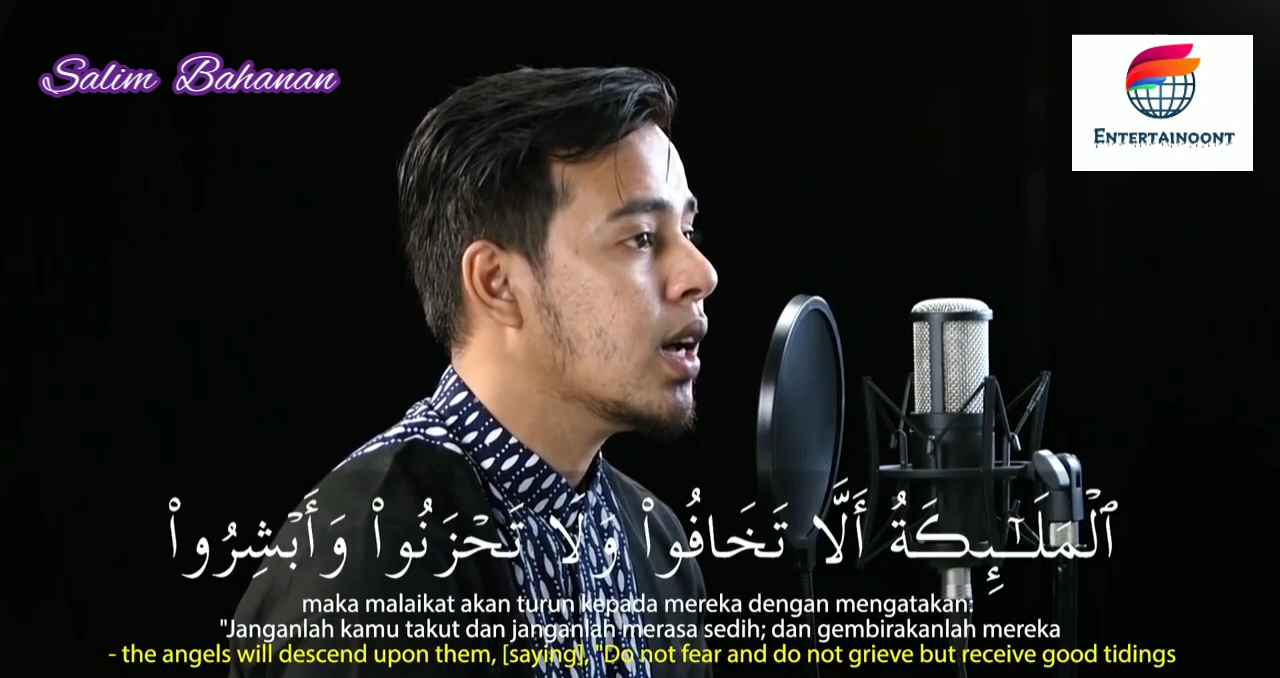 Salim Bahanan
ENTERTAINOONT
ٱلْمَلَـٰٓئِكَةُ أَلَّا تَخَافُوا۟ وَلَا تَحْزَنُوا۟ وَأَبْشِرُوا۟
maka malaikat akan turun kepada mereka dengan mengatakan:
"Janganlah kamu takut dan janganlah merasa sedih; dan gembirakanlah mereka
- the angels will descend upon them, [saying], "Do not fear and do not grieve but receive good tidings